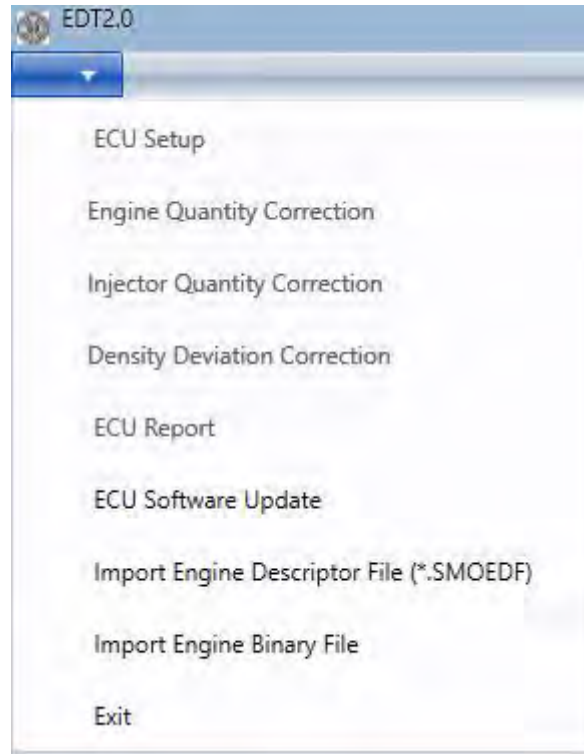 EDT2.0
ECU Setup
Engine Quantity Correction
Injector Quantity Correction
Density Deviation Correction
ECU Report
ECU Software Update
Import Engine Descriptor File (*.SMOEDF)
Import Engine Binary File
Exit